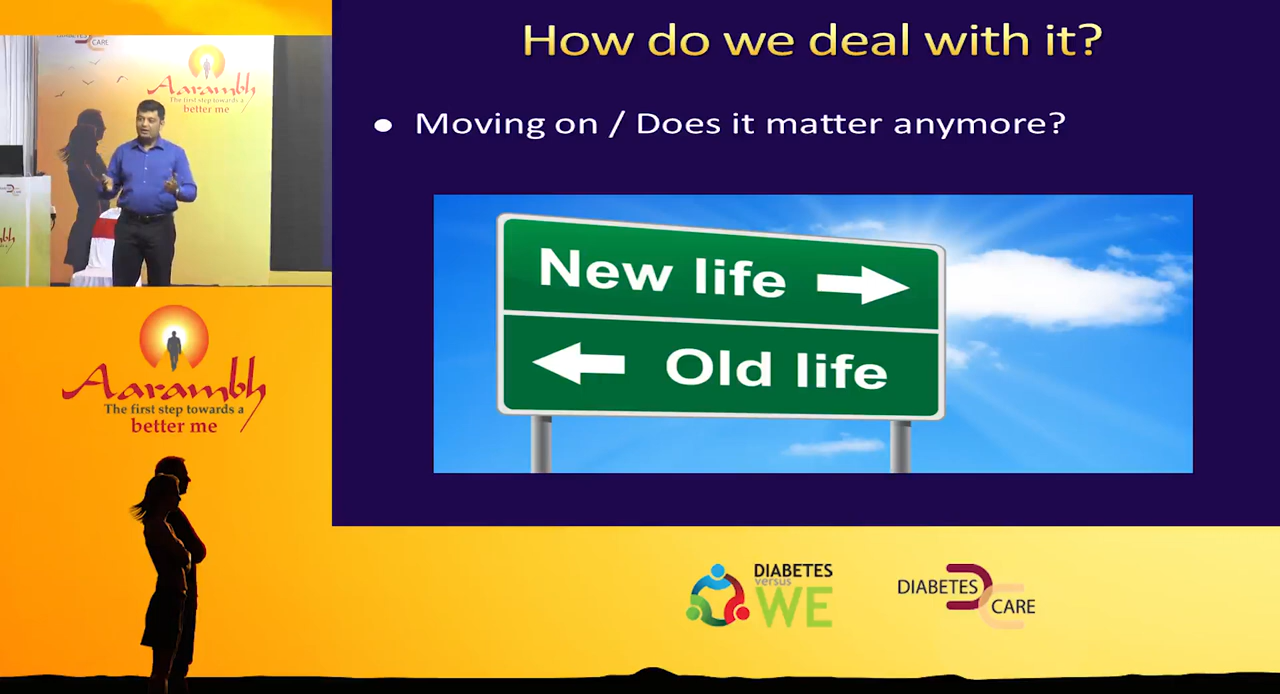 How do we deal with it?
Moving on / Does it matter anymore?
New life
Old life
CARE
Aarambh
The first step towards a
better me
Aarambh
The first step towards a
better me
DIABETES
versus
WE
DIABETES
CARE